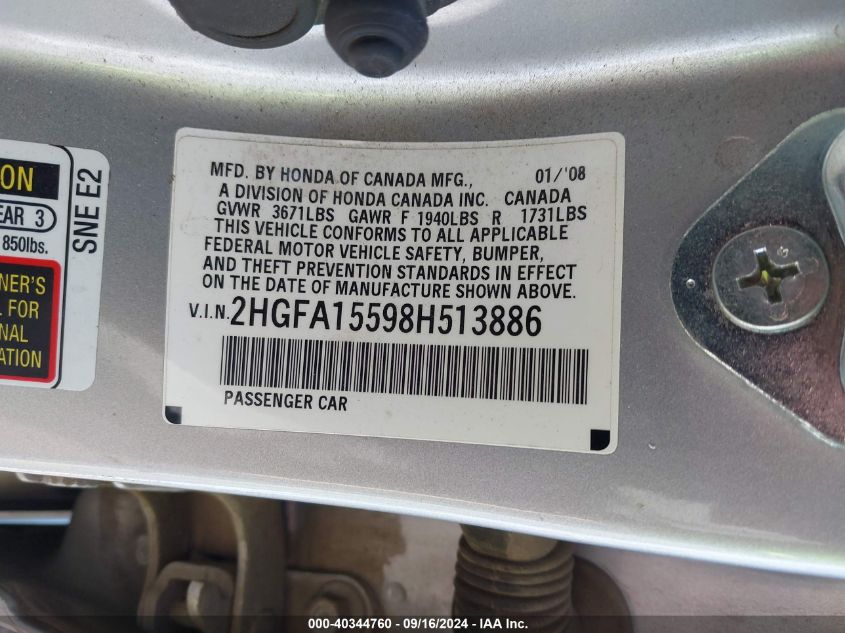 ON
EAR 3
850lbs.
NER'S
L FOR
NAL
ATION
SNE E2
MFD. BY HONDA OF CANADA MFG., 01/'08
A DIVISION OF HONDA CANADA INC. CANADA
GVWR 3671LBS GAWR F 1940LBS R 1731LBS
THIS VEHICLE CONFORMS TO ALL APPLICABLE
FEDERAL MOTOR VEHICLE SAFETY, BUMPER,
AND THEFT PREVENTION STANDARDS IN EFFECT
ON THE DATE OF MANUFACTURE SHOWN ABOVE.
V.I.N. 2HGFA15598H513886
PASSENGER CAR
000-40344760 - 09/16/2024 - IAA Inc.